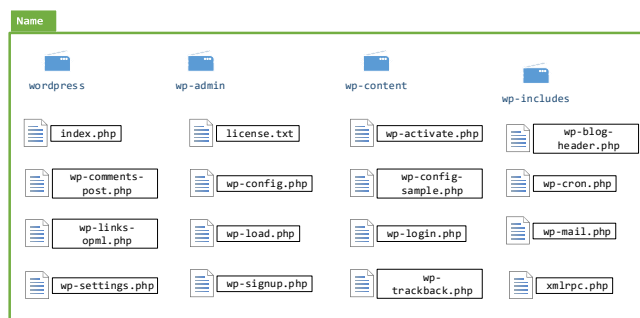 Name
wordpress
wp-admin
wp-content
wp-includes
index.php
license.txt
wp-activate.php
wp-blog-
header.php
wp-comments-
post.php
wp-config.php
wp-config-
sample.php
wp-cron.php
wp-links-
opml.php
wp-load.php
wp-login.php
wp-mail.php
wp-settings.php
wp-signup.php
wp-
trackback.php
xmlrpc.php